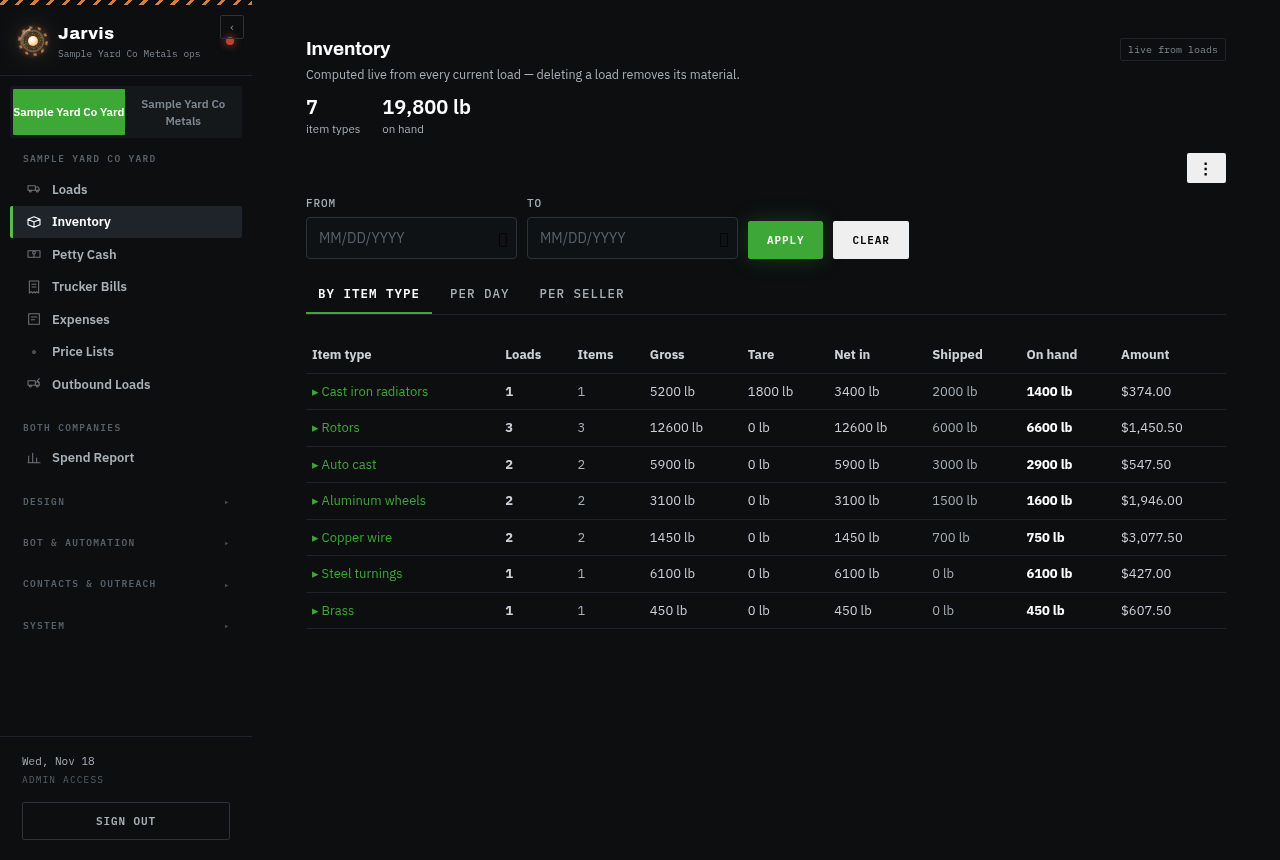 Jarvis
Sample Yard Co Metals ops
‹
Sample Yard Co Yard
Sample Yard Co
Metals
SAMPLE YARD CO YARD
Loads
Inventory
Petty Cash
Trucker Bills
Expenses
Price Lists
Outbound Loads
BOTH COMPANIES
Spend Report
DESIGN
BOT & AUTOMATION
CONTACTS & OUTREACH
SYSTEM
Wed, Nov 18
ADMIN ACCESS
SIGN OUT
Inventory
live from loads
Computed live from every current load — deleting a load removes its material.
7
item types
19,800 lb
on hand
⋮
FROM
TO
MM/DD/YYYY
MM/DD/YYYY
APPLY
CLEAR
BY ITEM TYPE
PER DAY
PER SELLER
Item type Loads Items Gross Tare Net in Shipped On hand Amount
▸ Cast iron radiators 1 1 5200 lb 1800 lb 3400 lb 2000 lb 1400 lb $374.00
▸ Rotors 3 3 12600 lb 0 lb 12600 lb 6000 lb 6600 lb $1,450.50
▸ Auto cast 2 2 5900 lb 0 lb 5900 lb 3000 lb 2900 lb $547.50
▸ Aluminum wheels 2 2 3100 lb 0 lb 3100 lb 1500 lb 1600 lb $1,946.00
▸ Copper wire 2 2 1450 lb 0 lb 1450 lb 700 lb 750 lb $3,077.50
▸ Steel turnings 1 1 6100 lb 0 lb 6100 lb 0 lb 6100 lb $427.00
▸ Brass 1 1 450 lb 0 lb 450 lb 0 lb 450 lb $607.50